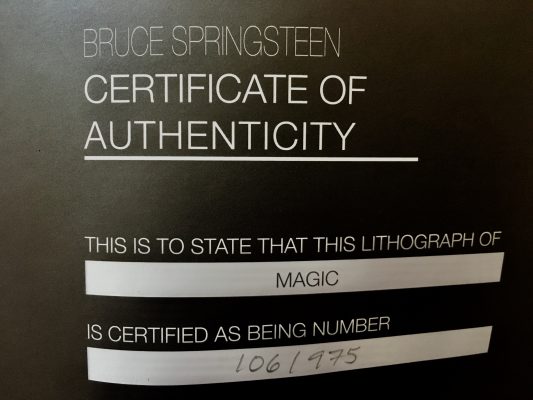 BRUCE SPRINGSTEEN
CERTIFICATE OF
AUTHENTICITY
THIS IS TO STATE THAT THIS LITHOGRAPH OF
MAGIC
IS CERTIFIED AS BEING NUMBER
106/975